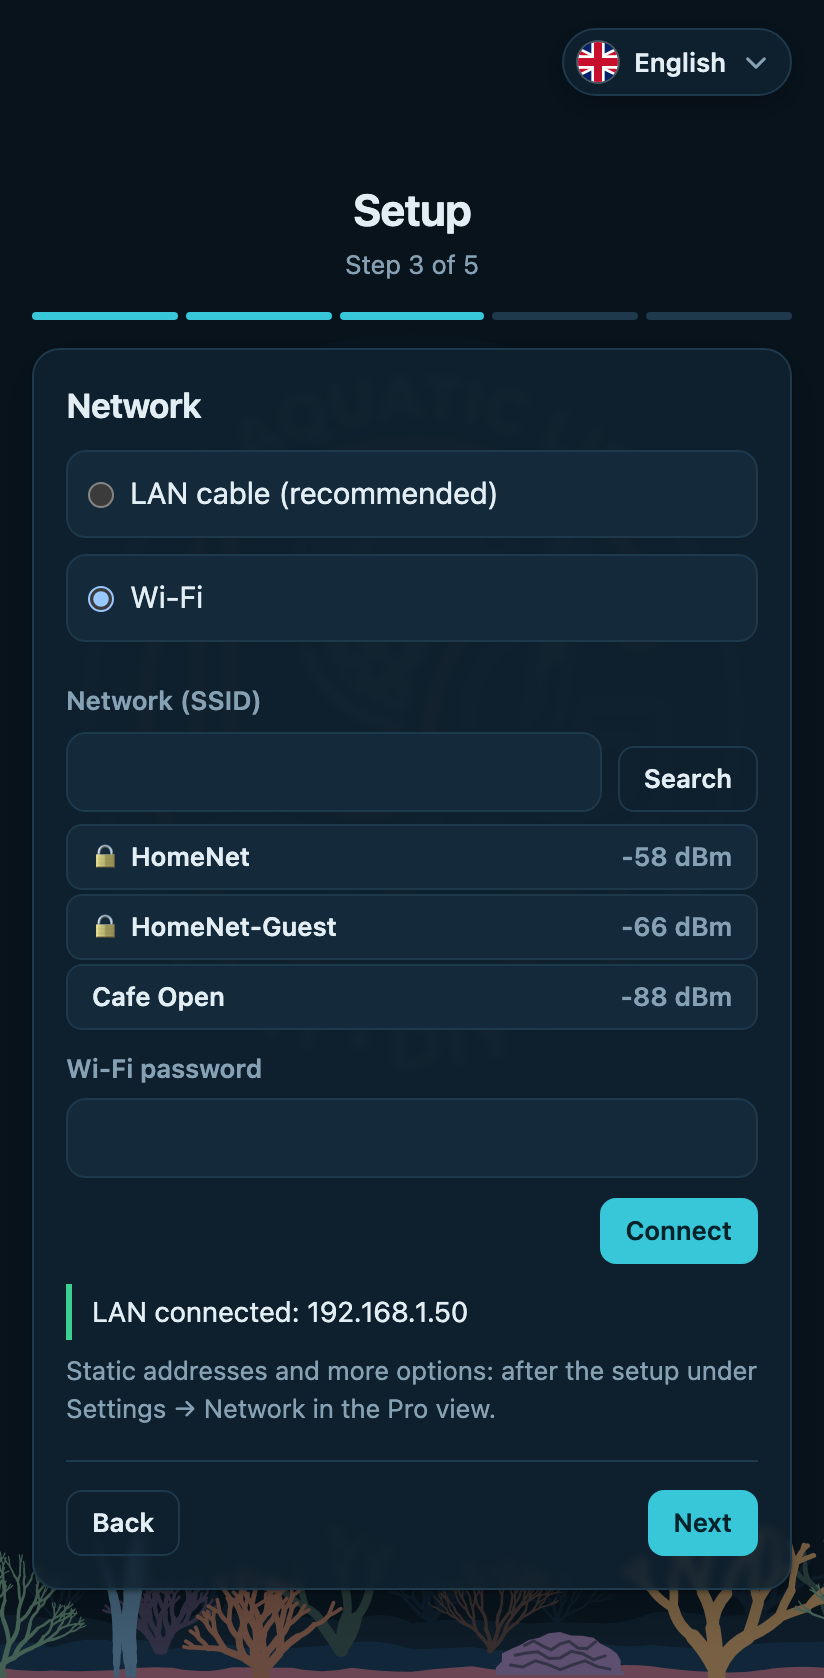 English
Setup
Step 3 of 5
Network
LAN cable (recommended)
Wi-Fi
Network (SSID)
Search
HomeNet -58 dBm
HomeNet-Guest -66 dBm
Cafe Open -88 dBm
Wi-Fi password
Connect
LAN connected: 192.168.1.50
Static addresses and more options: after the setup under
Settings → Network in the Pro view.
Back
Next